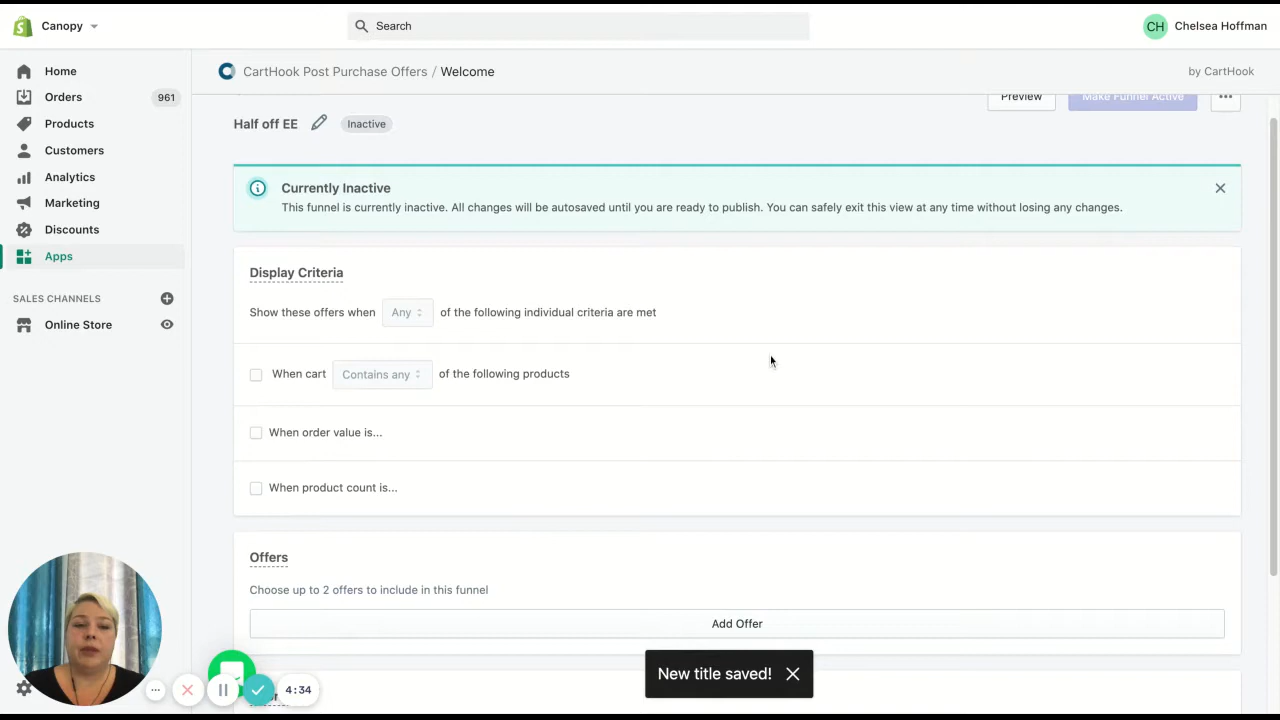 Canopy
Search
CH
Chelsea Hoffman
Home
Orders
961
Products
Customers
Analytics
Marketing
Discounts
Apps
SALES CHANNELS
Online Store
CartHook Post Purchase Offers / Welcome
by CartHook
Preview
Make Funnel Active
Half off EE
Inactive
Currently Inactive
This funnel is currently inactive. All changes will be autosaved until you are ready to publish. You can safely exit this view at any time without losing any changes.
Display Criteria
Show these offers when Any of the following individual criteria are met
When cart Contains any of the following products
When order value is...
When product count is...
Offers
Choose up to 2 offers to include in this funnel
Add Offer
New title saved!
4:34